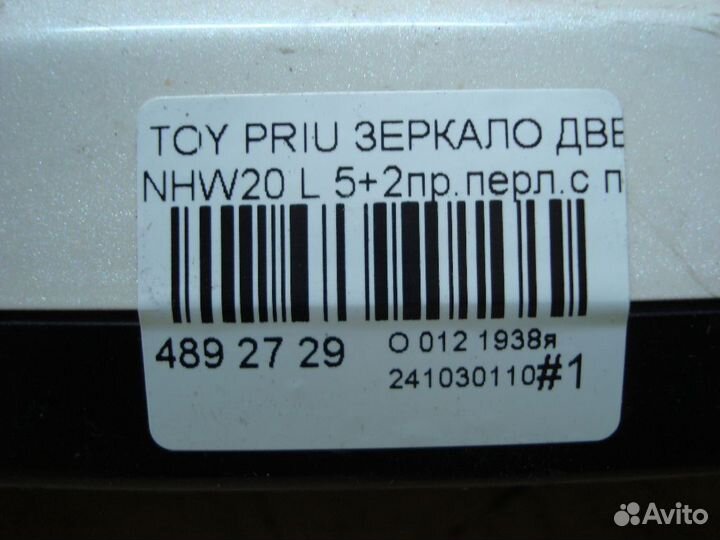 TOY PRIU ЗЕРКАЛО ДВЕ
NHW20 L 5+2пр.перл.с п
489 27 29
О 012 1938я
241030110#1
Avito